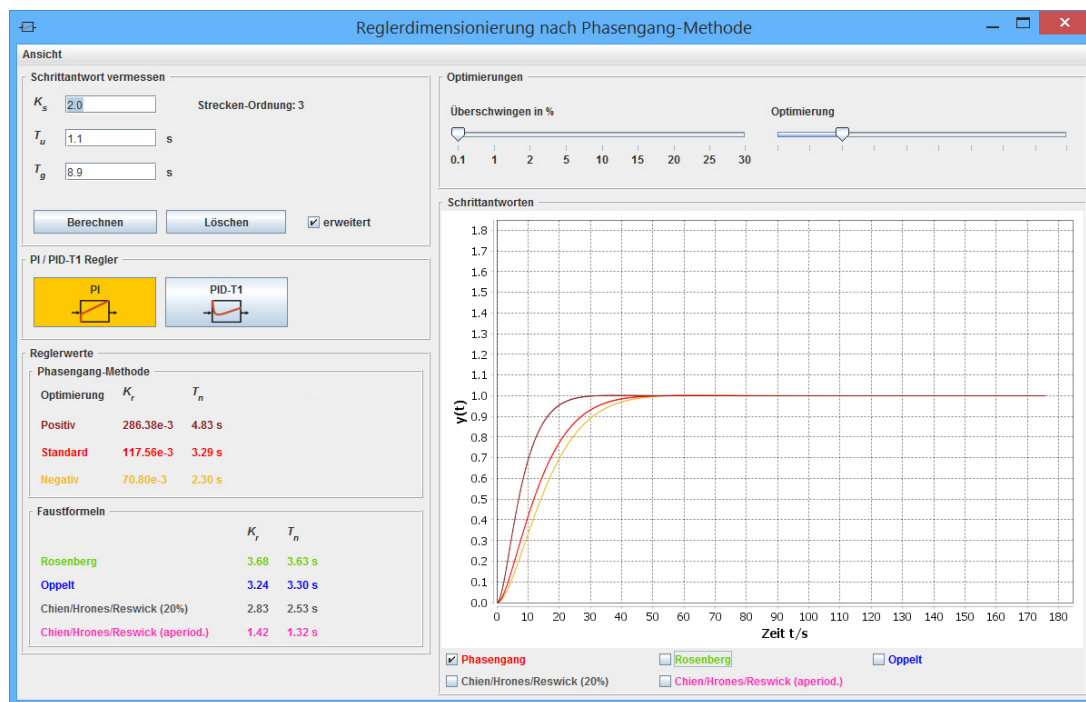 Reglerdimensionierung nach Phasengang-Methode
Ansicht
Schrittantwort vermessen
K_s 2.0 Strecken-Ordnung: 3
T_u 1.1 s
T_g 8.9 s
Berechnen Löschen erweitert
PI / PID-T1 Regler
PI PID-T1
Reglerwerte
Phasengang-Methode
Optimierung K_r T_n
Positiv 286.38e-3 4.83 s
Standard 117.56e-3 3.29 s
Negativ 70.80e-3 2.30 s
Faustformeln
K_r T_n
Rosenberg 3.68 3.63 s
Oppelt 3.24 3.30 s
Chien/Hrones/Reswick (20%) 2.83 2.53 s
Chien/Hrones/Reswick (aperiod.) 1.42 1.32 s
Optimierungen
Überschwingen in % Optimierung
0.1 1 2 5 10 15 20 25 30
Schrittantworten
1.8
1.7
1.6
1.5
1.4
1.3
1.2
1.1
1.0
0.9
0.8
0.7
0.6
0.5
0.4
0.3
0.2
0.1
0.0
y(t)
0 10 20 30 40 50 60 70 80 90 100 110 120 130 140 150 160 170 180
Zeit t/s
Phasengang Rosenberg Oppelt
Chien/Hrones/Reswick (20%) Chien/Hrones/Reswick (aperiod.)